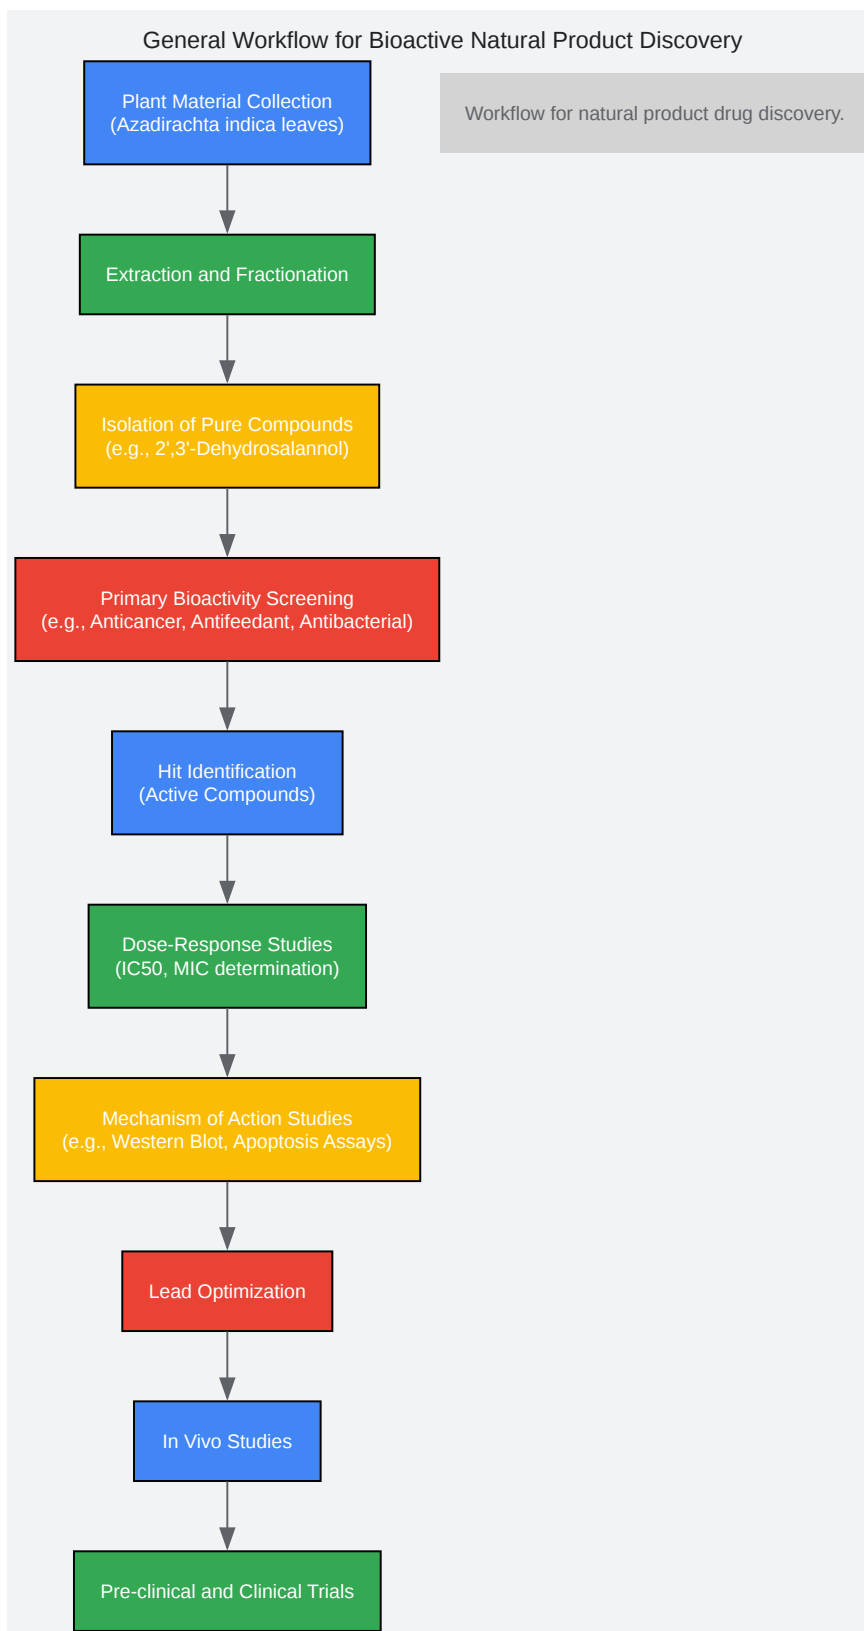 General Workflow for Bioactive Natural Product Discovery
Plant Material Collection
(Azadirachta indica leaves)
Workflow for natural product drug discovery.
Extraction and Fractionation
Isolation of Pure Compounds
(e.g., 2',3'-Dehydrosalannol)
Primary Bioactivity Screening
(e.g., Anticancer, Antifeedant, Antibacterial)
Hit Identification
(Active Compounds)
Dose-Response Studies
(IC50, MIC determination)
Mechanism of Action Studies
(e.g., Western Blot, Apoptosis Assays)
Lead Optimization
In Vivo Studies
Pre-clinical and Clinical Trials